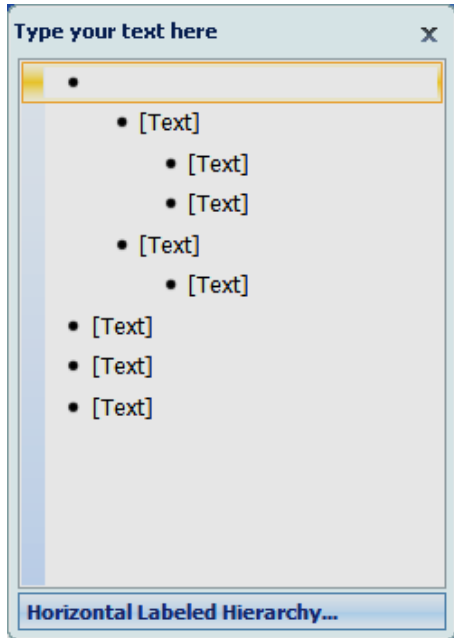 Type your text here x
•
• [Text]
• [Text]
• [Text]
• [Text]
• [Text]
• [Text]
• [Text]
• [Text]
Horizontal Labeled Hierarchy...